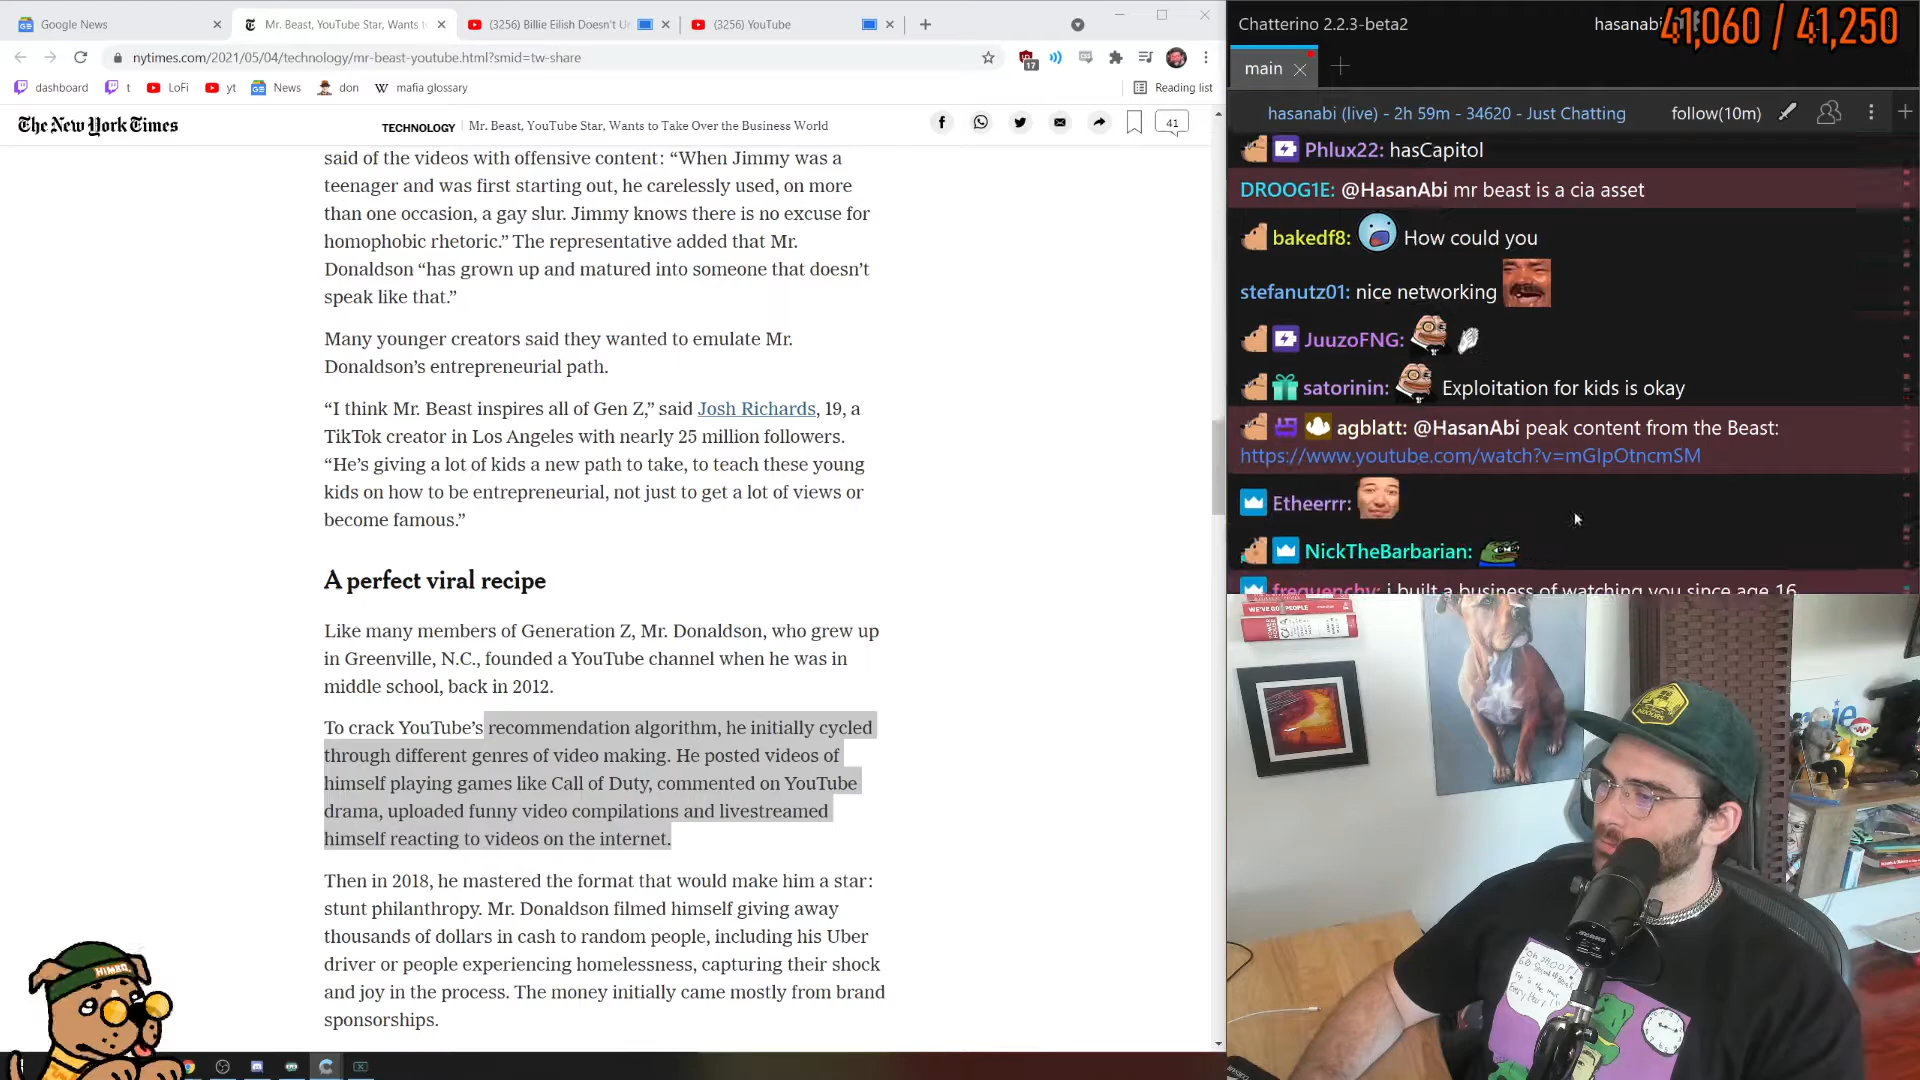 Google News
Mr. Beast, YouTube Star, Wants to
(3256) Billie Eilish Doesn't Ur
(3256) YouTube
nytimes.com/2021/05/04/technology/mr-beast-youtube.html?smid=tw-share
17
dashboard
t
LoFi
yt
News
don
mafia glossary
Reading list
The New York Times
TECHNOLOGY
Mr. Beast, YouTube Star, Wants to Take Over the Business World
41
said of the videos with offensive content: “When Jimmy was a
teenager and was first starting out, he carelessly used, on more
than one occasion, a gay slur. Jimmy knows there is no excuse for
homophobic rhetoric.” The representative added that Mr.
Donaldson “has grown up and matured into someone that doesn’t
speak like that.”
Many younger creators said they wanted to emulate Mr.
Donaldson’s entrepreneurial path.
“I think Mr. Beast inspires all of Gen Z,” said Josh Richards, 19, a
TikTok creator in Los Angeles with nearly 25 million followers.
“He’s giving a lot of kids a new path to take, to teach these young
kids on how to be entrepreneurial, not just to get a lot of views or
become famous.”
A perfect viral recipe
Like many members of Generation Z, Mr. Donaldson, who grew up
in Greenville, N.C., founded a YouTube channel when he was in
middle school, back in 2012.
To crack YouTube’s recommendation algorithm, he initially cycled
through different genres of video making. He posted videos of
himself playing games like Call of Duty, commented on YouTube
drama, uploaded funny video compilations and livestreamed
himself reacting to videos on the internet.
Then in 2018, he mastered the format that would make him a star:
stunt philanthropy. Mr. Donaldson filmed himself giving away
thousands of dollars in cash to random people, including his Uber
driver or people experiencing homelessness, capturing their shock
and joy in the process. The money initially came mostly from brand
sponsorships.
HIMBO
Chatterino 2.2.3-beta2
hasanabi
41,060 / 41,250
main
hasanabi (live) - 2h 59m - 34620 - Just Chatting
follow(10m)
Phlux22: hasCapitol
DROOG1E: @HasanAbi mr beast is a cia asset
bakedf8: How could you
stefanutz01: nice networking
JuuzoFNG:
satorinin: Exploitation for kids is okay
agblatt: @HasanAbi peak content from the Beast:
https://www.youtube.com/watch?v=mGIpOtncmSM
Etheerrr:
NickTheBarbarian:
frequenchy: i built a business of watching you since age 16
WE'VE GOT PEOPLE